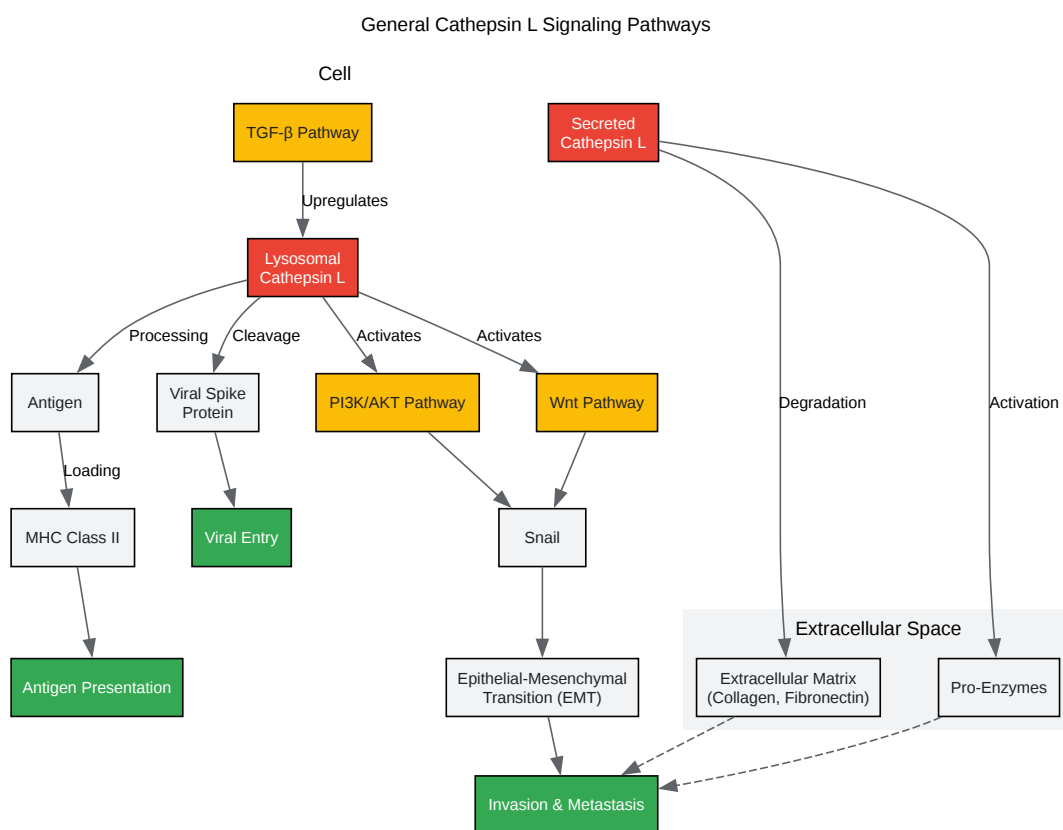 General Cathepsin L Signaling Pathways
Cell
TGF-β Pathway
Secreted
Cathepsin L
Upregulates
Lysosomal
Cathepsin L
Processing
Cleavage
Activates
Activates
Antigen
Viral Spike
Protein
PI3K/AKT Pathway
Wnt Pathway
Degradation
Activation
Loading
MHC Class II
Viral Entry
Snail
Extracellular Space
Antigen Presentation
Epithelial-Mesenchymal
Transition (EMT)
Extracellular Matrix
(Collagen, Fibronectin)
Pro-Enzymes
Invasion & Metastasis